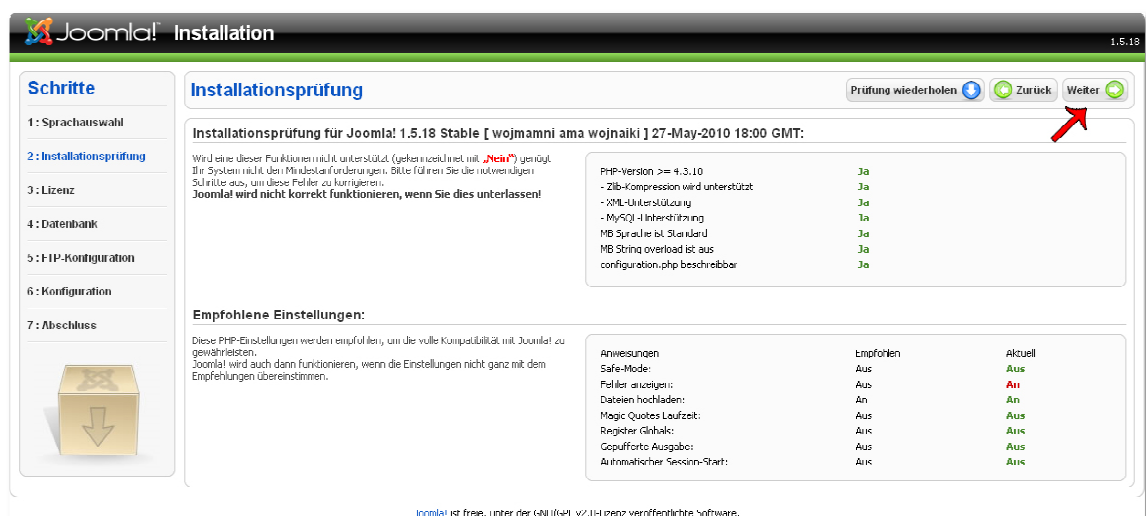 Joomla!™ Installation
1.5.18
Schritte
1 : Sprachauswahl
2 : Installationsprüfung
3 : Lizenz
4 : Datenbank
5 : FTP-Konfiguration
6 : Konfiguration
7 : Abschluss
Installationsprüfung
Prüfung wiederholen
Zurück
Weiter
Installationsprüfung für Joomla! 1.5.18 Stable [ wojmamni ama wojnaiki ] 27-May-2010 18:00 GMT:
Wird eine dieser Funktionen nicht unterstützt (gekennzeichnet mit „Nein“) genügt
Ihr System nicht den Mindestanforderungen. Bitte führen Sie die notwendigen
Schritte aus, um diese Fehler zu korrigieren.
Joomla! wird nicht korrekt funktionieren, wenn Sie dies unterlassen!
PHP-Version >= 4.3.10 Ja
- Zlib-Kompression wird unterstützt Ja
- XML-Unterstützung Ja
- MySQL-Unterstützung Ja
MB Sprache ist Standard Ja
MB String overload ist aus Ja
configuration.php beschreibbar Ja
Empfohlene Einstellungen:
Diese PHP-Einstellungen werden empfohlen, um die volle Kompatibilität mit Joomla! zu
gewährleisten.
Joomla! wird auch dann funktionieren, wenn die Einstellungen nicht ganz mit dem
Empfehlungen übereinstimmen.
Anweisungen Empfohlen Aktuell
Safe-Mode: Aus Aus
Fehler anzeigen: Aus An
Dateien hochladen: An An
Magic Quotes Laufzeit: Aus Aus
Register Globals: Aus Aus
Gepufferte Ausgabe: Aus Aus
Automatischer Session-Start: Aus Aus
Joomla! ist freie, unter der GNU/GPL v2.0-Lizenz veröffentlichte Software.